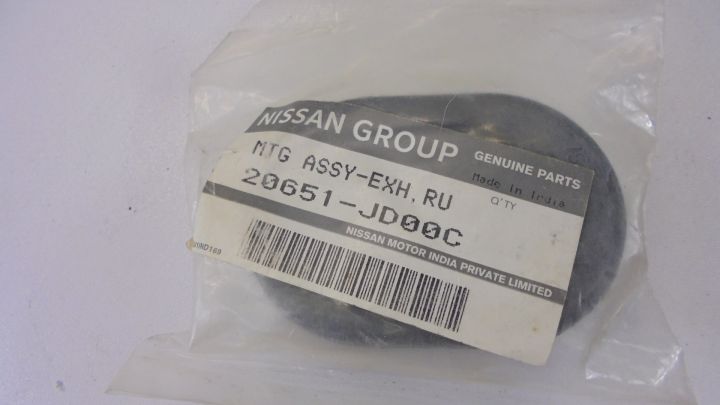 NISSAN GROUP GENUINE PARTS
Made in India
MTG ASSY-EXH,RU
Q'TY
20651-JD00C
NISSAN MOTOR INDIA PRIVATE LIMITED